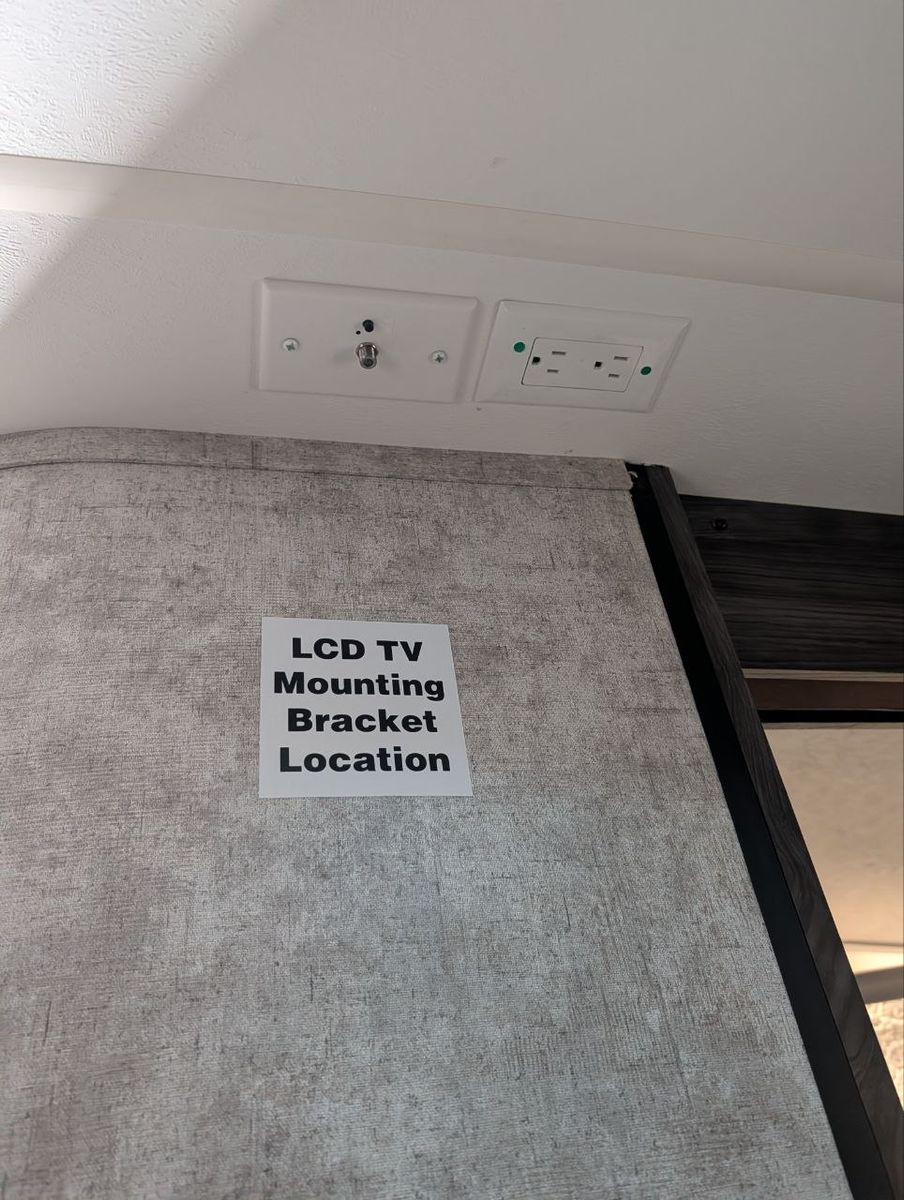 LCD TV
Mounting
Bracket
Location